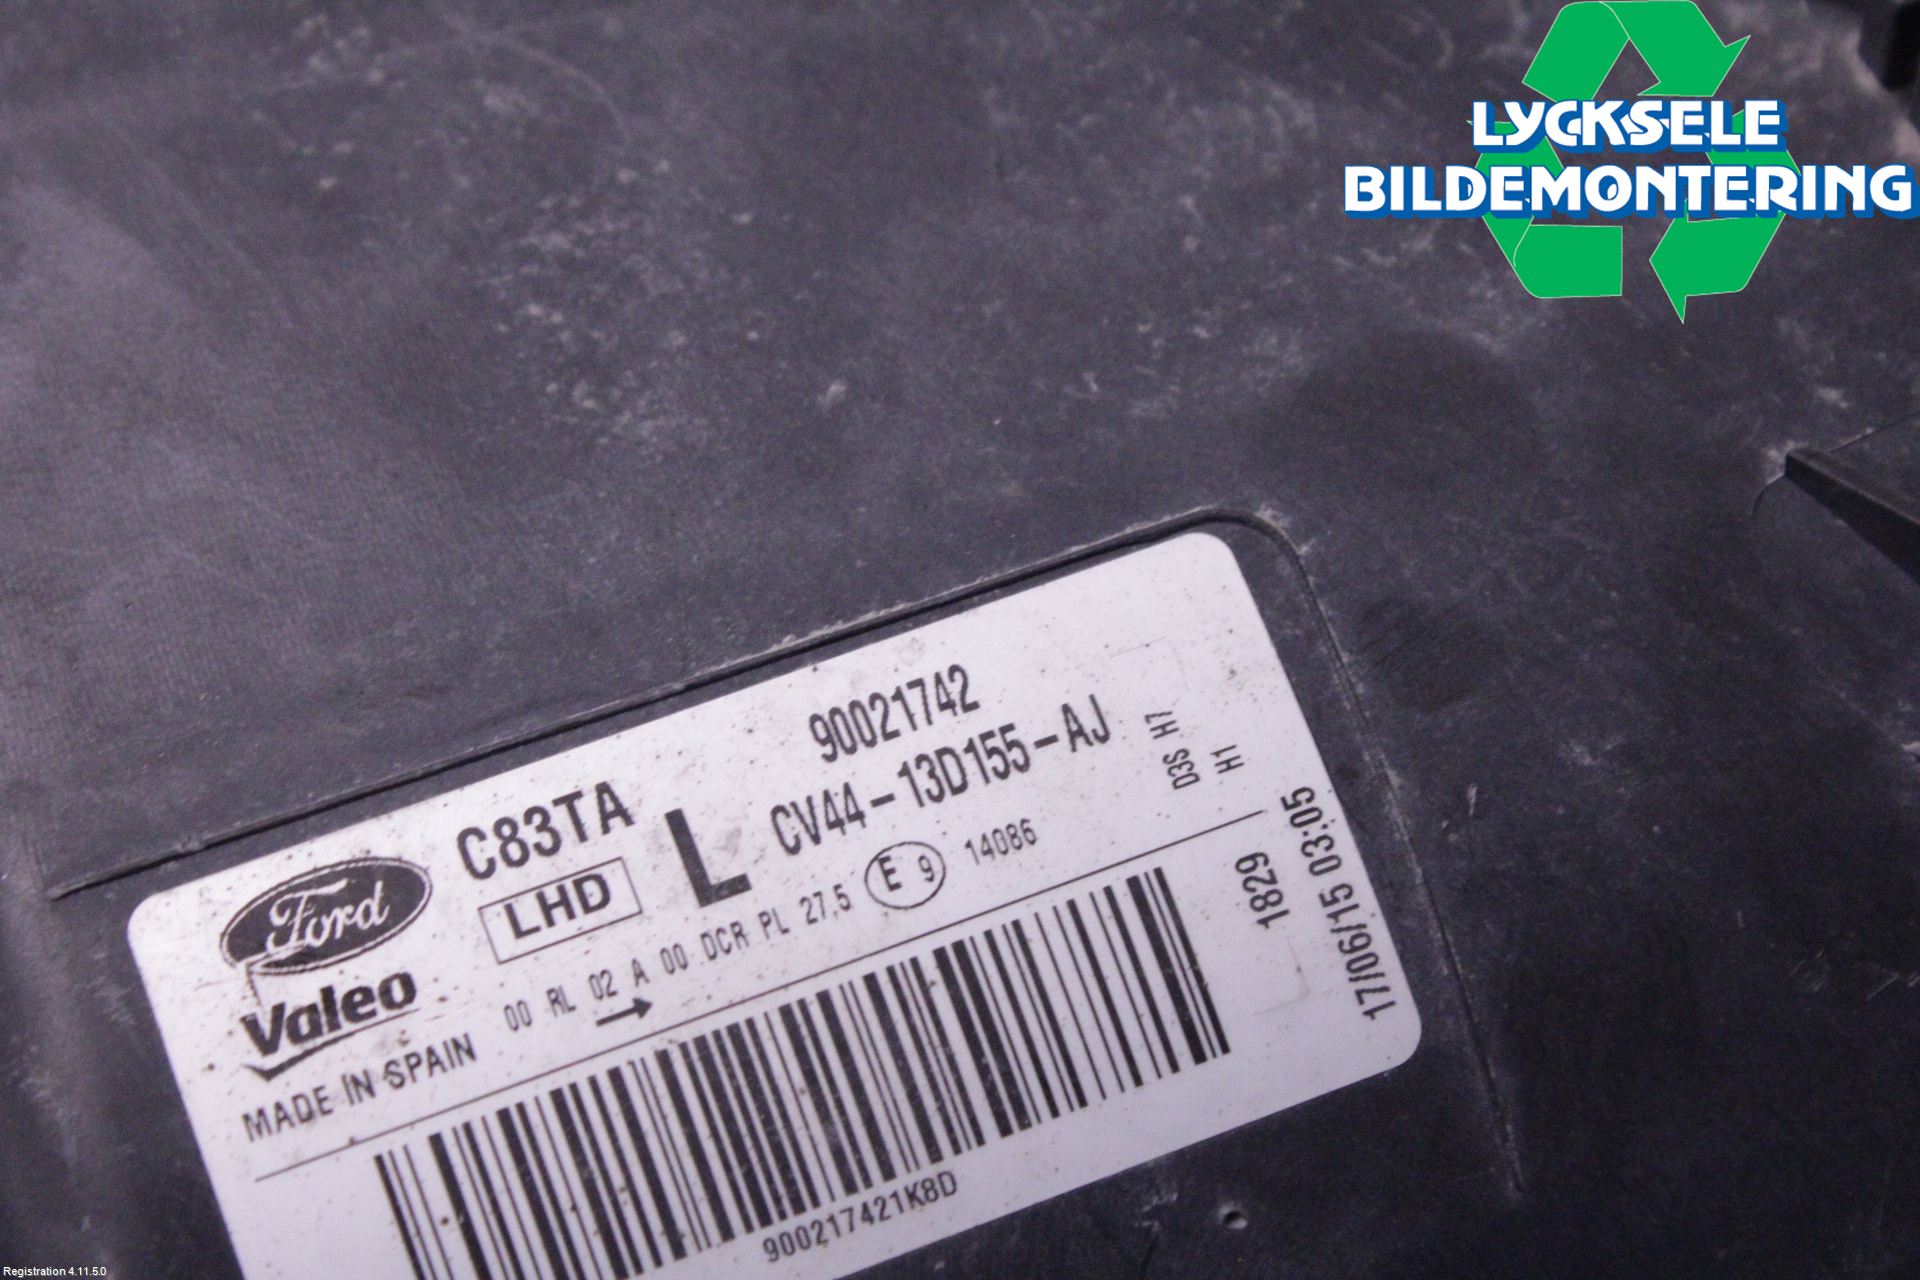 LYCKSELE
BILDEMONTERING
90021742
C83TA
L
CV44-13D155-AJ
D3S H7
H1
Ford
LHD
E 9
14086
Valeo
00 RL 02 A 00 DCR PL 27,5
MADE IN SPAIN
1829
17/06/15 03:05
900217421K8D
Registration 4.11.5.0